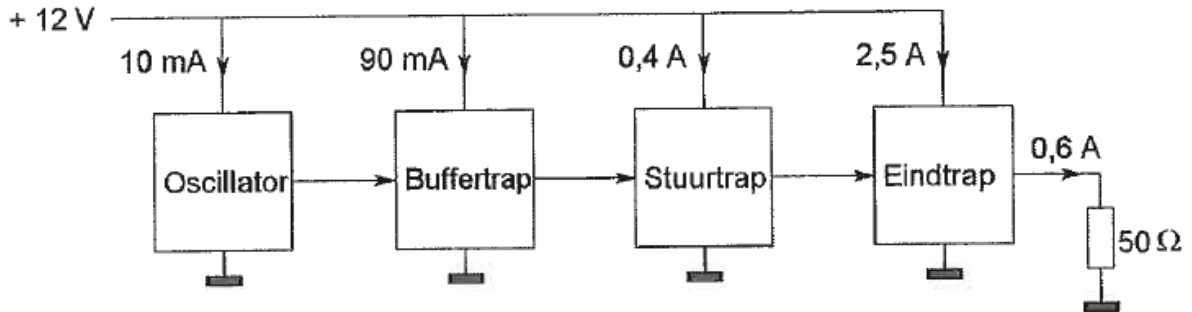 + 12 V
10 mA
90 mA
0,4 A
2,5 A
Oscillator
Buffertrap
Stuurtrap
Eindtrap
0,6 A
50 Ω